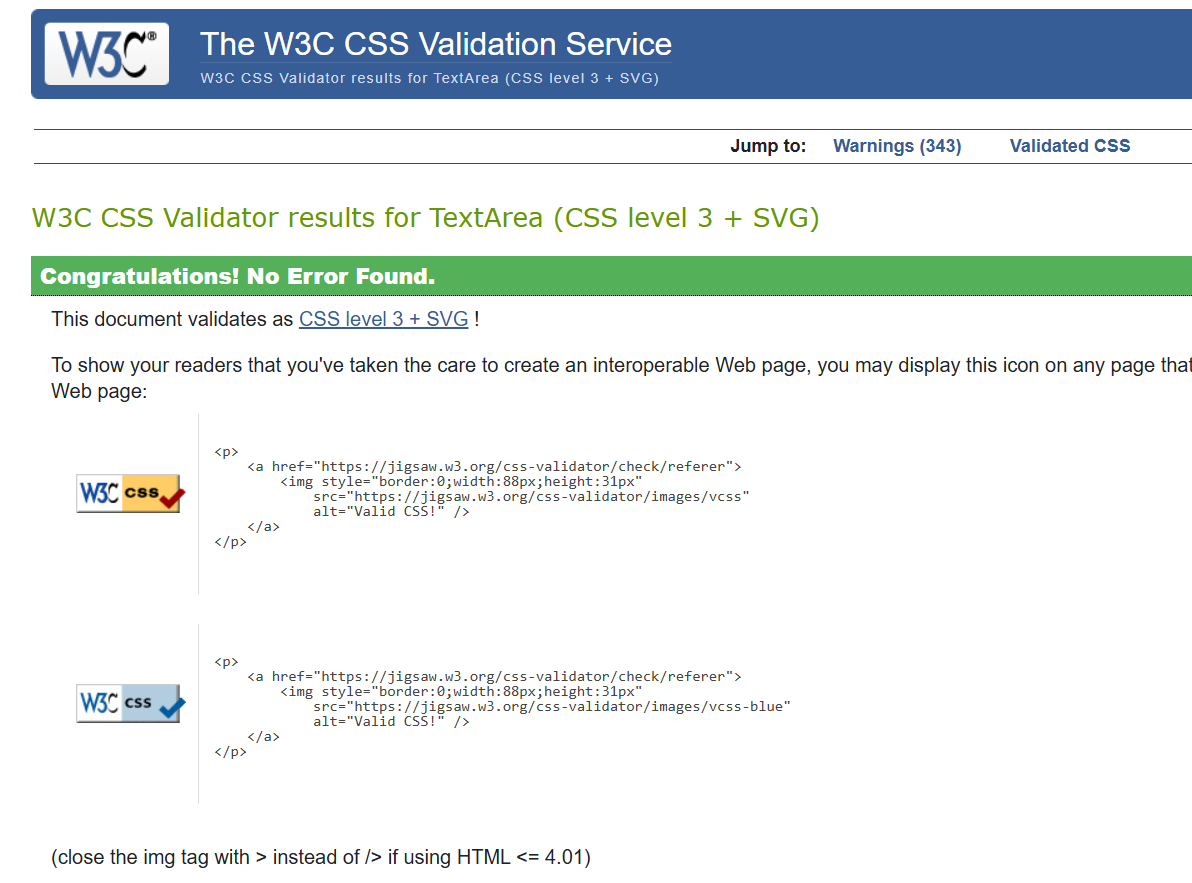 W3C® The W3C CSS Validation Service
W3C CSS Validator results for TextArea (CSS level 3 + SVG)
Jump to: Warnings (343) Validated CSS
W3C CSS Validator results for TextArea (CSS level 3 + SVG)
Congratulations! No Error Found.
This document validates as CSS level 3 + SVG !
To show your readers that you've taken the care to create an interoperable Web page, you may display this icon on any page that
Web page:
<p>
<a href="https://jigsaw.w3.org/css-validator/check/referer">
<img style="border:0;width:88px;height:31px"
W3C css
src="https://jigsaw.w3.org/css-validator/images/vcss"
alt="Valid CSS!" />
</a>
</p>
<p>
<a href="https://jigsaw.w3.org/css-validator/check/referer">
<img style="border:0;width:88px;height:31px"
W3C css
src="https://jigsaw.w3.org/css-validator/images/vcss-blue"
alt="Valid CSS!" />
</a>
</p>
(close the img tag with > instead of /> if using HTML <= 4.01)